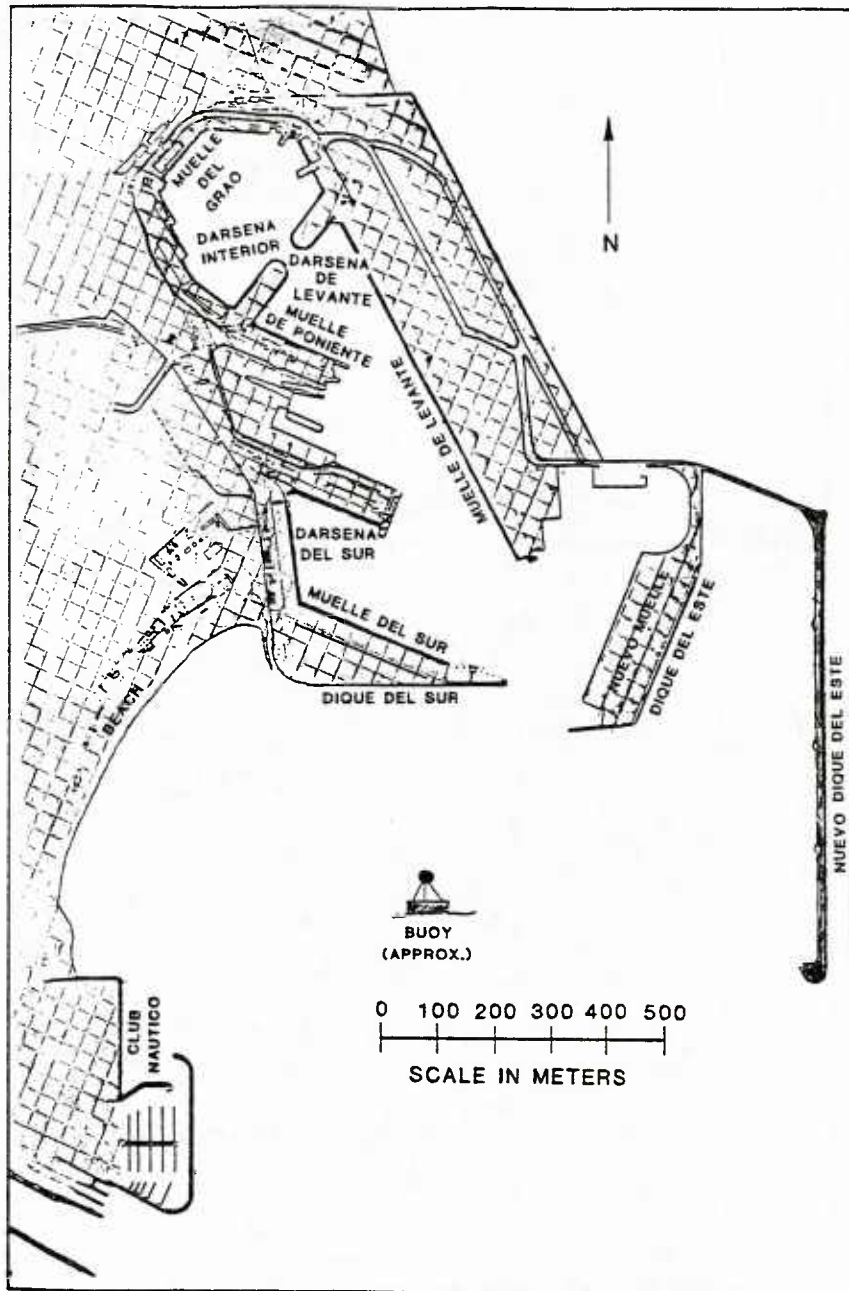 MUELLE
DEL
GRAO
DARSENA
INTERIOR
DARSENA
DE
LEVANTE
MUELLE
DE PONIENTE
N
MUELLE DE LEVANTE
DARSENA
DEL SUR
MUELLE DEL SUR
DIQUE DEL SUR
NUEVO MUELLE
DIQUE DEL ESTE
NUEVO DIQUE DEL ESTE
BEACH
BUOY
(APPROX.)
0 100 200 300 400 500
SCALE IN METERS
CLUB
NAUTICO